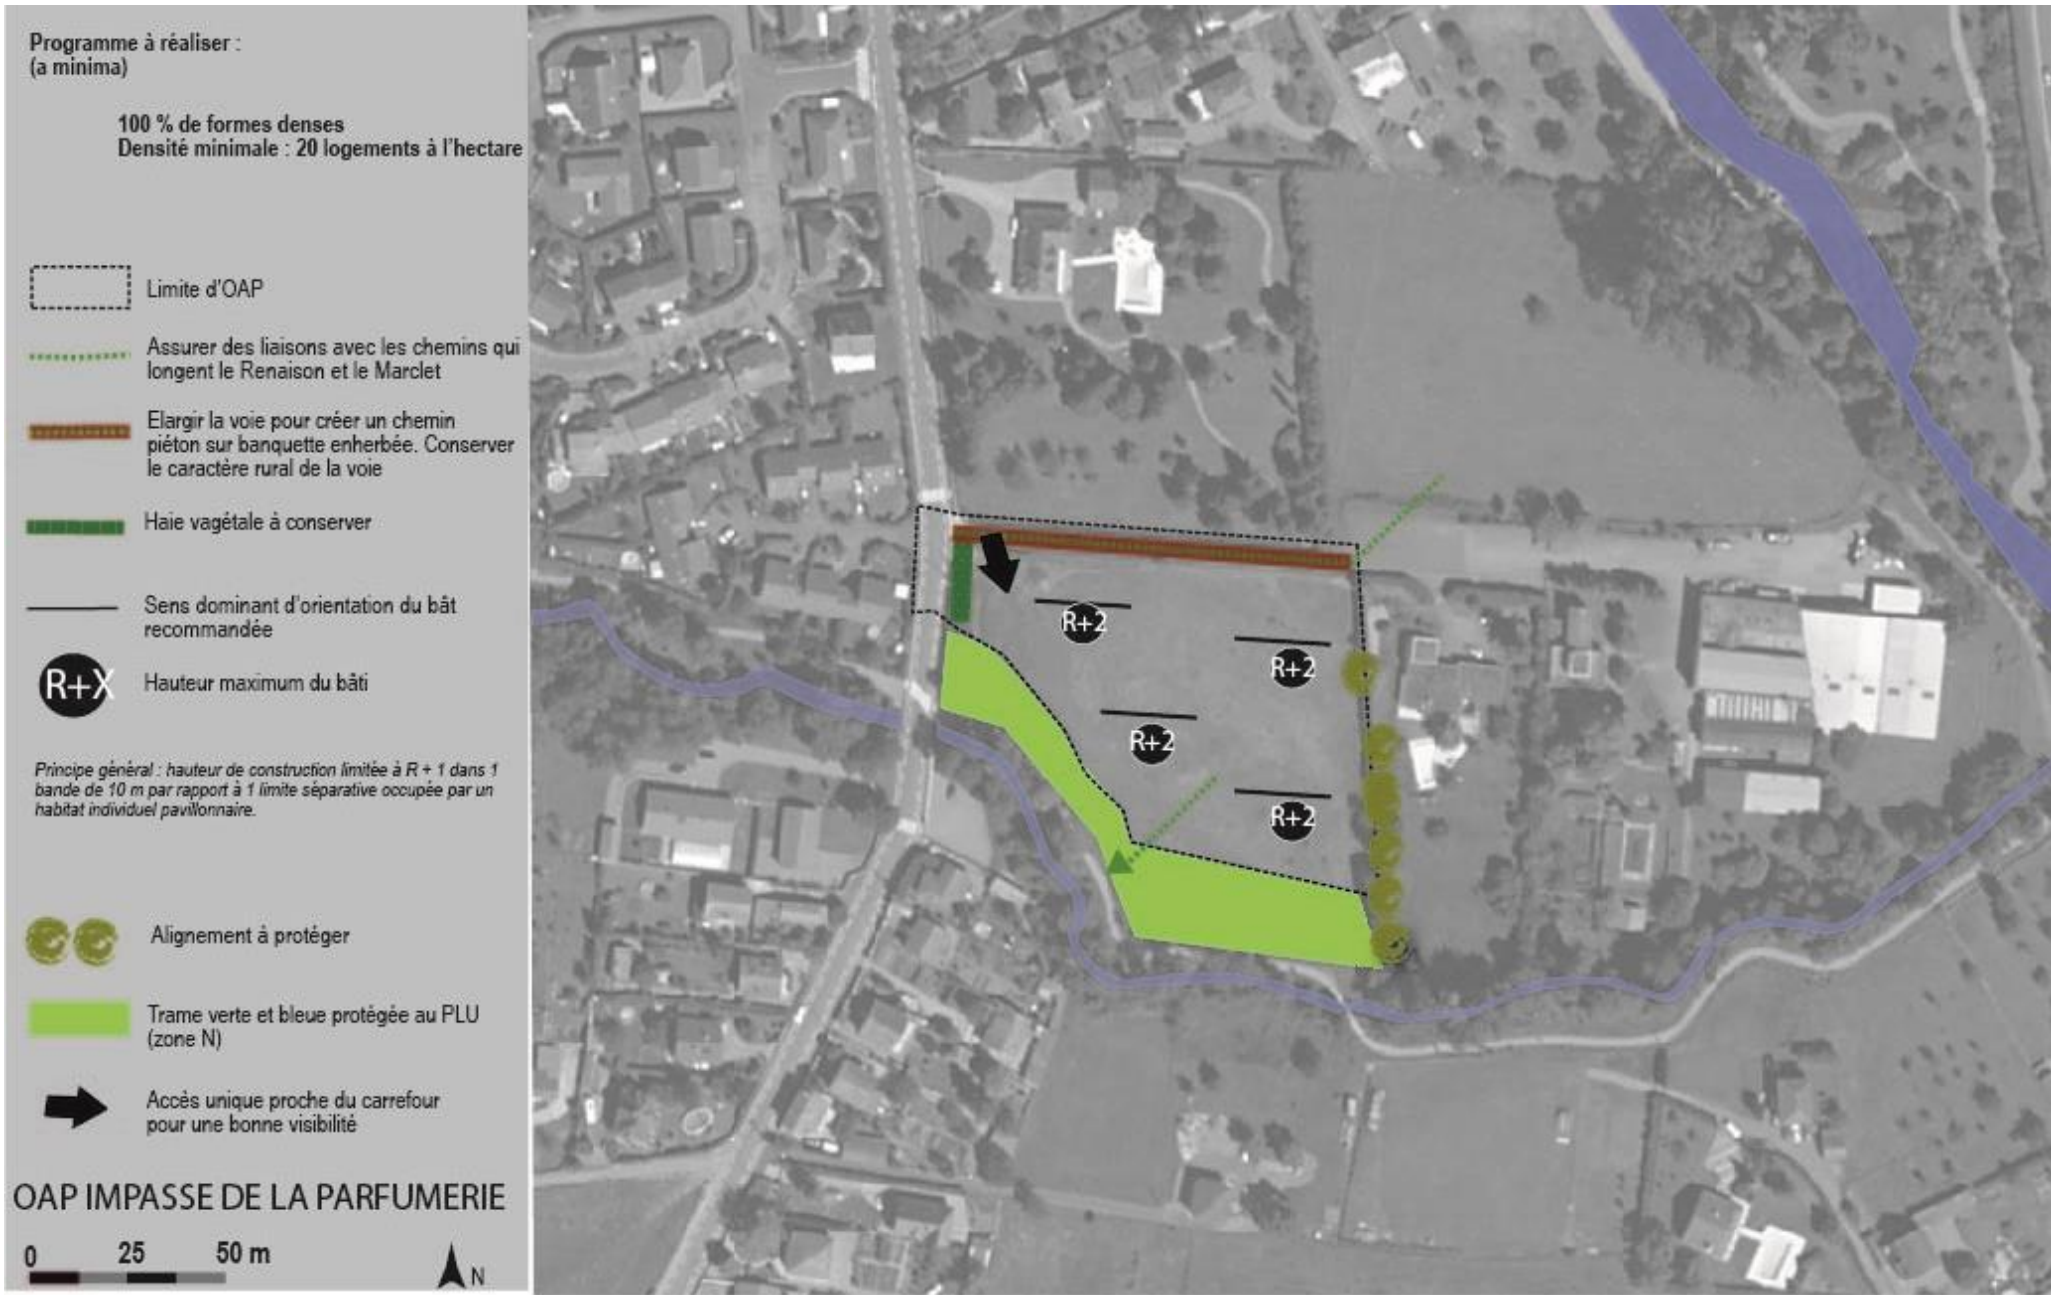 Programme à réaliser :
(a minima)
100 % de formes denses
Densité minimale : 20 logements à l'hectare
Limite d'OAP
Assurer des liaisons avec les chemins qui
longent le Renaison et le Marclet
Elargir la voie pour créer un chemin
piéton sur banquette enherbée. Conserver
le caractère rural de la voie
Haie vagétale à conserver
Sens dominant d'orientation du bât
recommandée
R+X
Hauteur maximum du bâti
Principe général : hauteur de construction limitée à R + 1 dans 1
bande de 10 m par rapport à 1 limite séparative occupée par un
habitat individuel pavillonnaire.
Alignement à protéger
Trame verte et bleue protégée au PLU
(zone N)
Accès unique proche du carrefour
pour une bonne visibilité
OAP IMPASSE DE LA PARFUMERIE
0 25 50 m
N
R+2
R+2
R+2
R+2